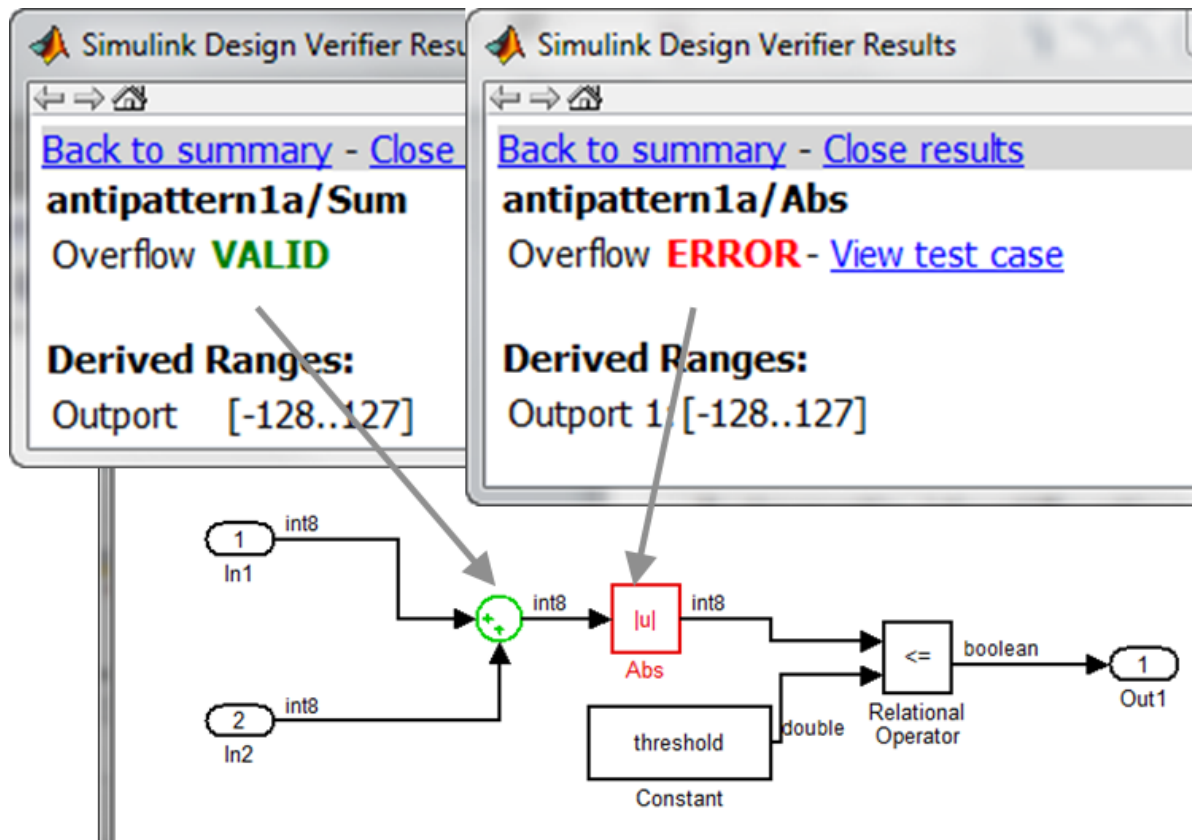 Simulink Design Verifier Resu
Back to summary - Close
antipattern1a/Sum
Overflow VALID
Derived Ranges:
Outport [-128..127]
Simulink Design Verifier Results
Back to summary - Close results
antipattern1a/Abs
Overflow ERROR - View test case
Derived Ranges:
Outport 1: [-128..127]
1
In1
int8
2
In2
int8
++
int8
|u|
Abs
int8
threshold
Constant
double
<=
Relational
Operator
boolean
1
Out1